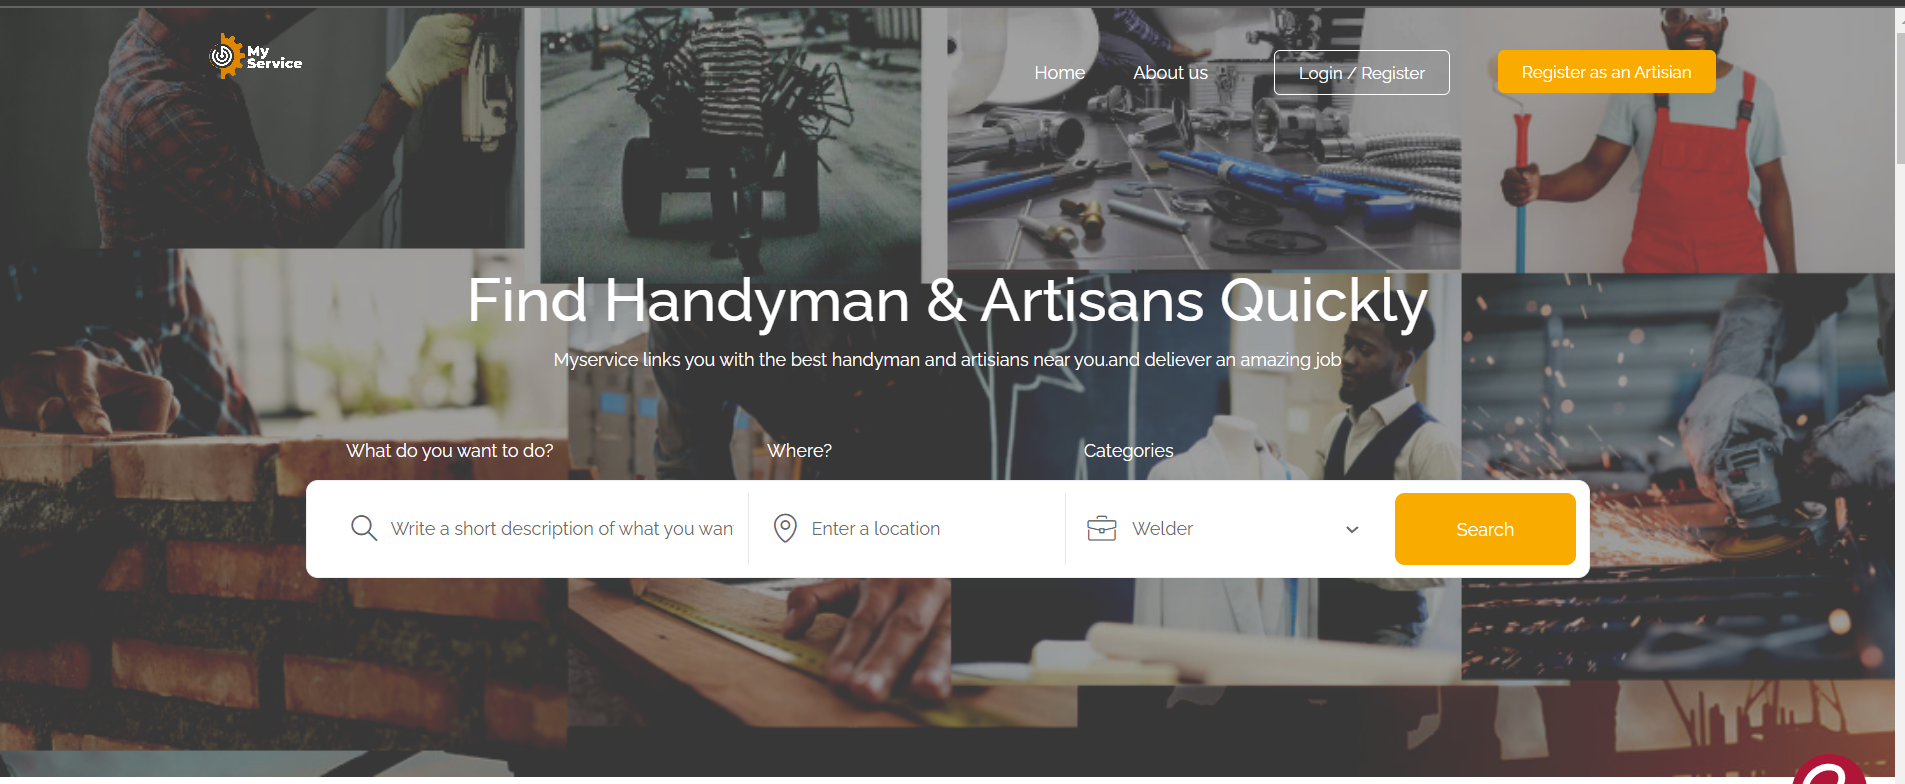 My
Service
Home
About us
Login / Register
Register as an Artisian
Find Handyman & Artisans Quickly
Myservice links you with the best handyman and artisians near you.and deliever an amazing job
What do you want to do?
Where?
Categories
Write a short description of what you wan
Enter a location
Welder
Search